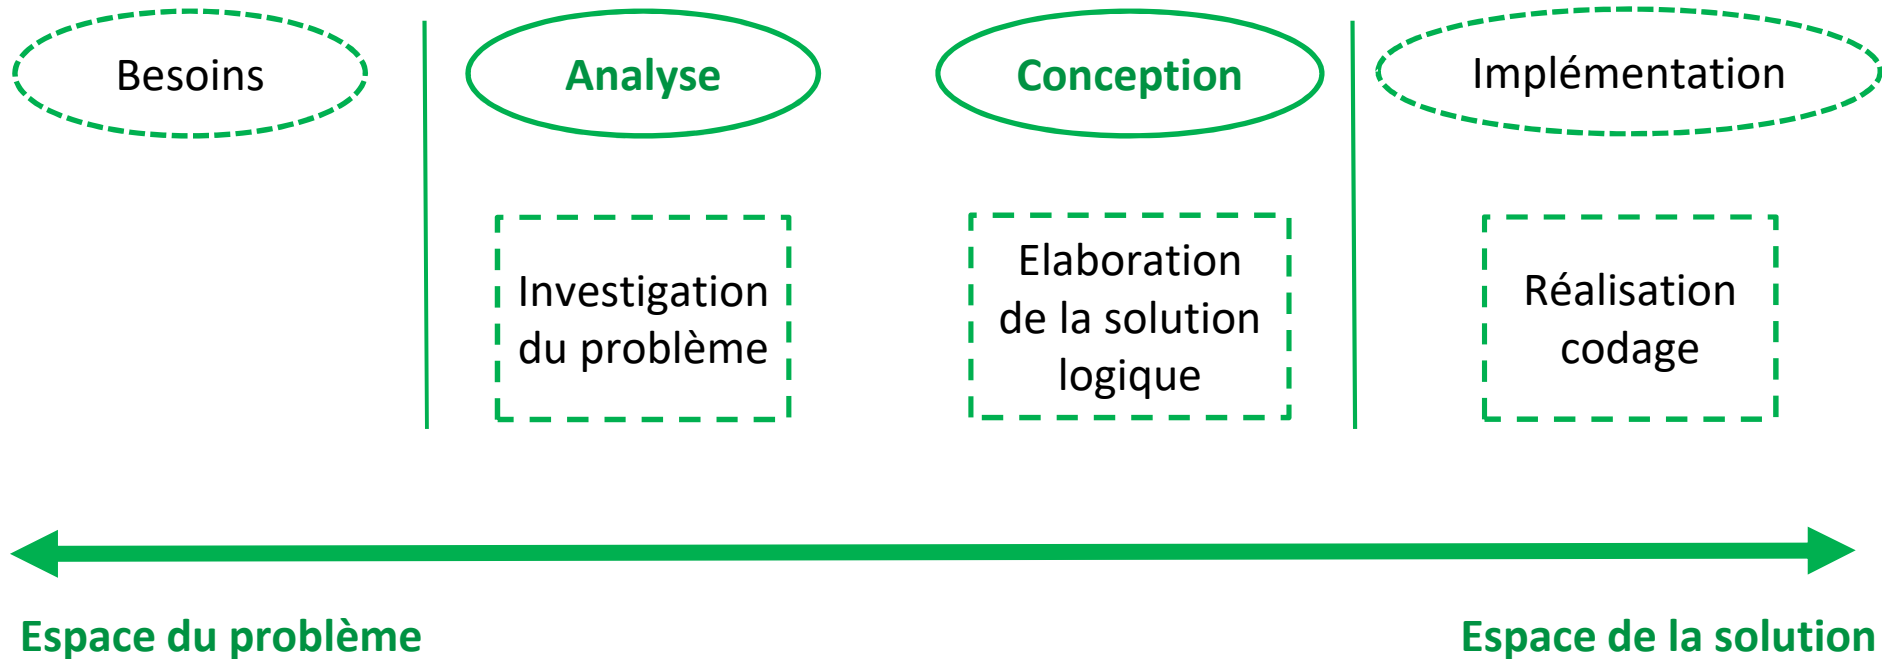 Besoins
Analyse
Conception
Implémentation
Investigation
du problème
Elaboration
de la solution
logique
Réalisation
codage
Espace du problème
Espace de la solution